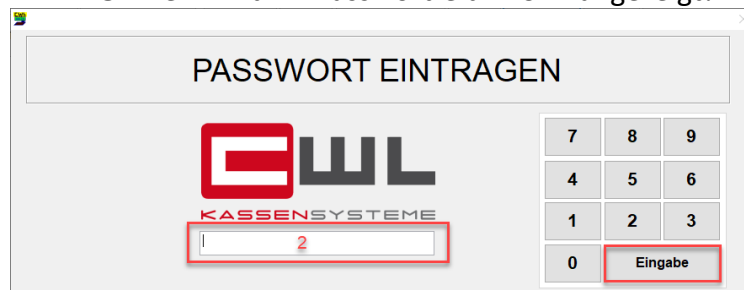 PASSWORT EINTRAGEN
CWL
KASSENSYSTEME
2
7 8 9
4 5 6
1 2 3
0 Eingabe